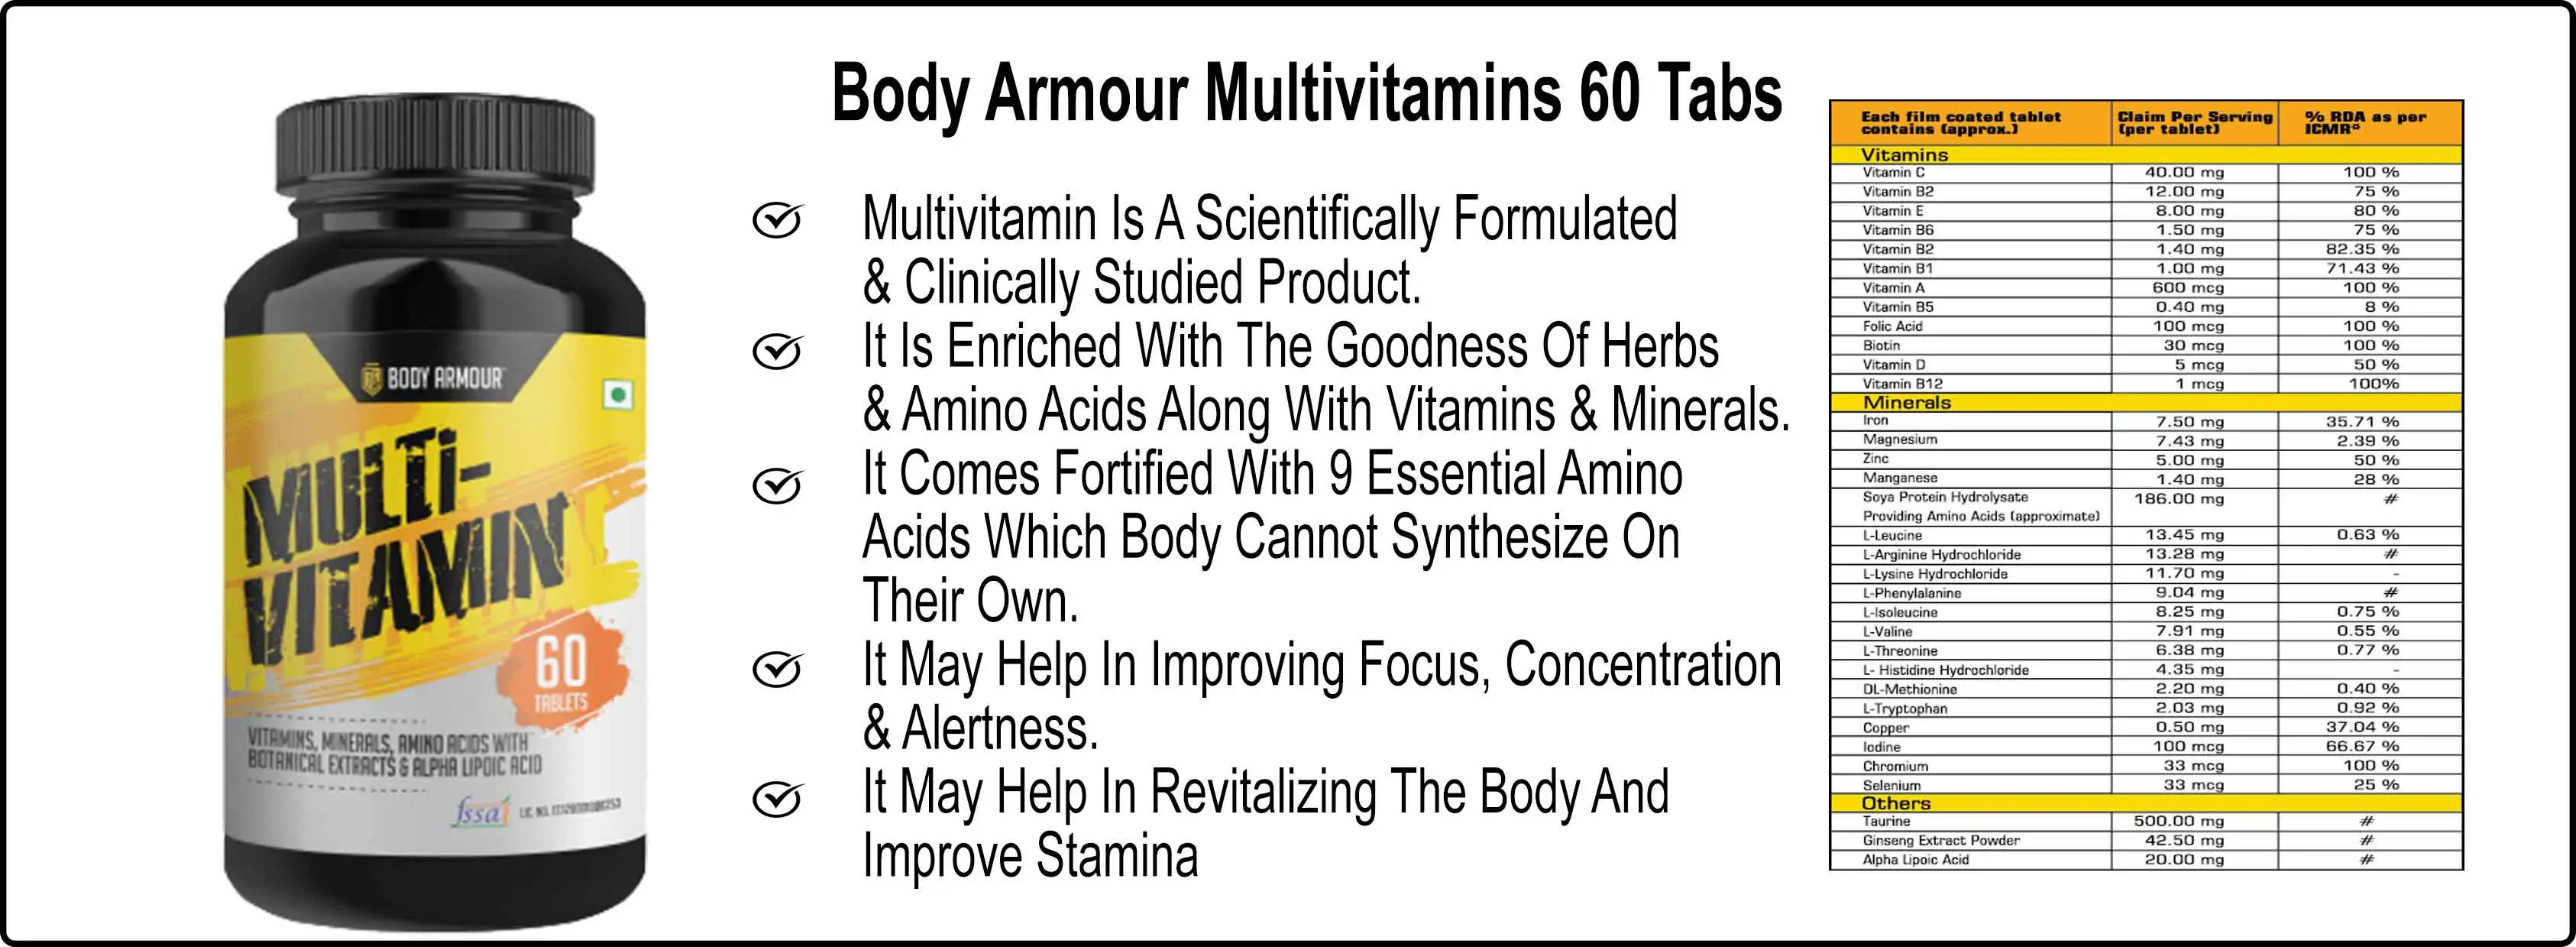 Body Armour Multivitamins 60 Tabs
Multivitamin Is A Scientifically Formulated
& Clinically Studied Product.
It Is Enriched With The Goodness Of Herbs
& Amino Acids Along With Vitamins & Minerals.
It Comes Fortified With 9 Essential Amino
Acids Which Body Cannot Synthesize On
Their Own.
It May Help In Improving Focus, Concentration
& Alertness.
It May Help In Revitalizing The Body And
Improve Stamina
BODY ARMOUR
MULTi-
VITAMIN
60
TABLETS
VITAMINS, MINERALS, AMINO ACIDS WITH
BOTANICAL EXTRACTS & ALPHA LIPOIC ACID
fssai LIC. NO.
Each film coated tablet contains (approx.) Claim Per Serving (per tablet) % RDA as per ICMR*
Vitamins
Vitamin C 40.00 mg 100 %
Vitamin B2 12.00 mg 75 %
Vitamin E 8.00 mg 80 %
Vitamin B6 1.50 mg 75 %
Vitamin B2 1.40 mg 82.35 %
Vitamin B1 1.00 mg 71.43 %
Vitamin A 600 mcg 100 %
Vitamin B5 0.40 mg 8 %
Folic Acid 100 mcg 100 %
Biotin 30 mcg 100 %
Vitamin D 5 mcg 50 %
Vitamin B12 1 mcg 100%
Minerals
Iron 7.50 mg 35.71 %
Magnesium 7.43 mg 2.39 %
Zinc 5.00 mg 50 %
Manganese 1.40 mg 28 %
Soya Protein Hydrolysate 186.00 mg #
Providing Amino Acids (approximate)
L-Leucine 13.45 mg 0.63 %
L-Arginine Hydrochloride 13.28 mg #
L-Lysine Hydrochloride 11.70 mg -
L-Phenylalanine 9.04 mg #
L-Isoleucine 8.25 mg 0.75 %
L-Valine 7.91 mg 0.55 %
L-Threonine 6.38 mg 0.77 %
L- Histidine Hydrochloride 4.35 mg -
DL-Methionine 2.20 mg 0.40 %
L-Tryptophan 2.03 mg 0.92 %
Copper 0.50 mg 37.04 %
Iodine 100 mcg 66.67 %
Chromium 33 mcg 100 %
Selenium 33 mcg 25 %
Others
Taurine 500.00 mg #
Ginseng Extract Powder 42.50 mg #
Alpha Lipoic Acid 20.00 mg #